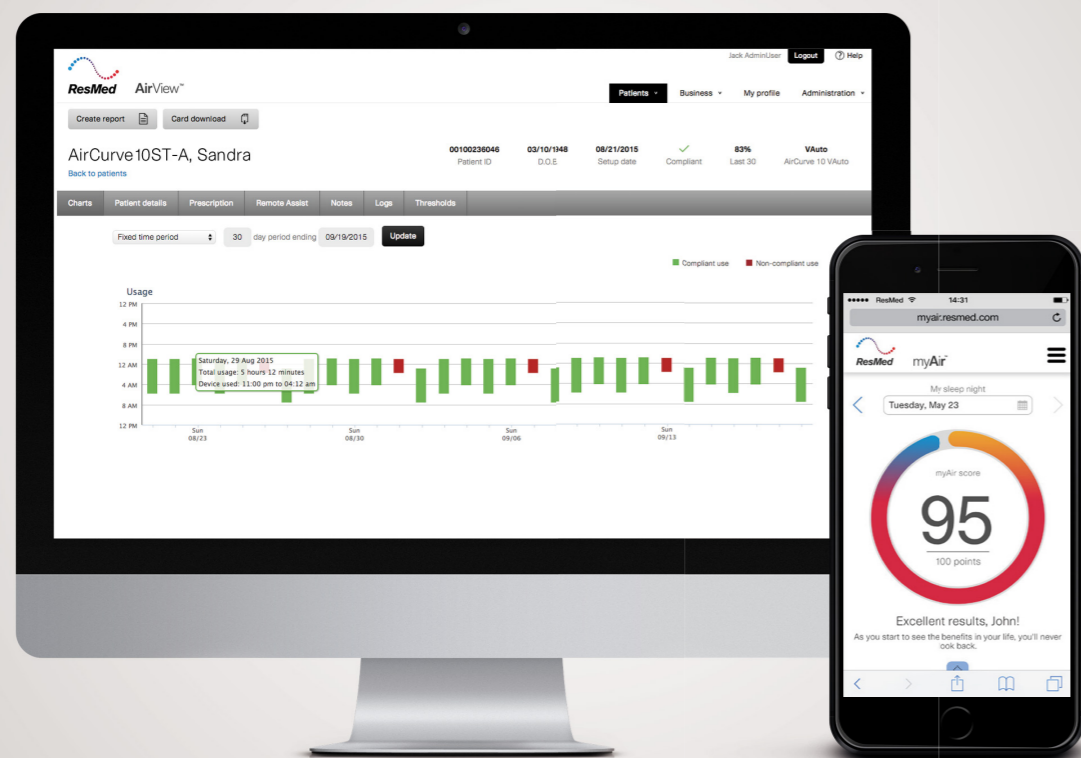 Jack AdminUser Logout ? Help
ResMed AirView™
Patients Business My profile Administration
Create report Card download
AirCurve10ST-A, Sandra
Back to patients
00100236046 03/10/1948 08/21/2015 83% VAuto
Patient ID D.O.B Setup date Compliant Last 30 AirCurve 10 VAuto
Charts Patient details Prescription Remote Assist Notes Logs Thresholds
Fixed time period 30 day period ending 09/19/2015 Update
Compliant use Non-compliant use
Usage
12 PM
4 PM
8 PM
12 AM
4 AM
8 AM
12 PM
Saturday, 29 Aug 2015
Total usage: 5 hours 12 minutes
Device used: 11:00 pm to 04:12 am
Sun Sun Sun Sun
08/23 08/30 09/06 09/13
ResMed 14:31
myair.resmed.com
ResMed myAir™
My sleep night
Tuesday, May 23
myAir score
95
100 points
Excellent results, John!
As you start to see the benefits in your life, you'll never
ook back.